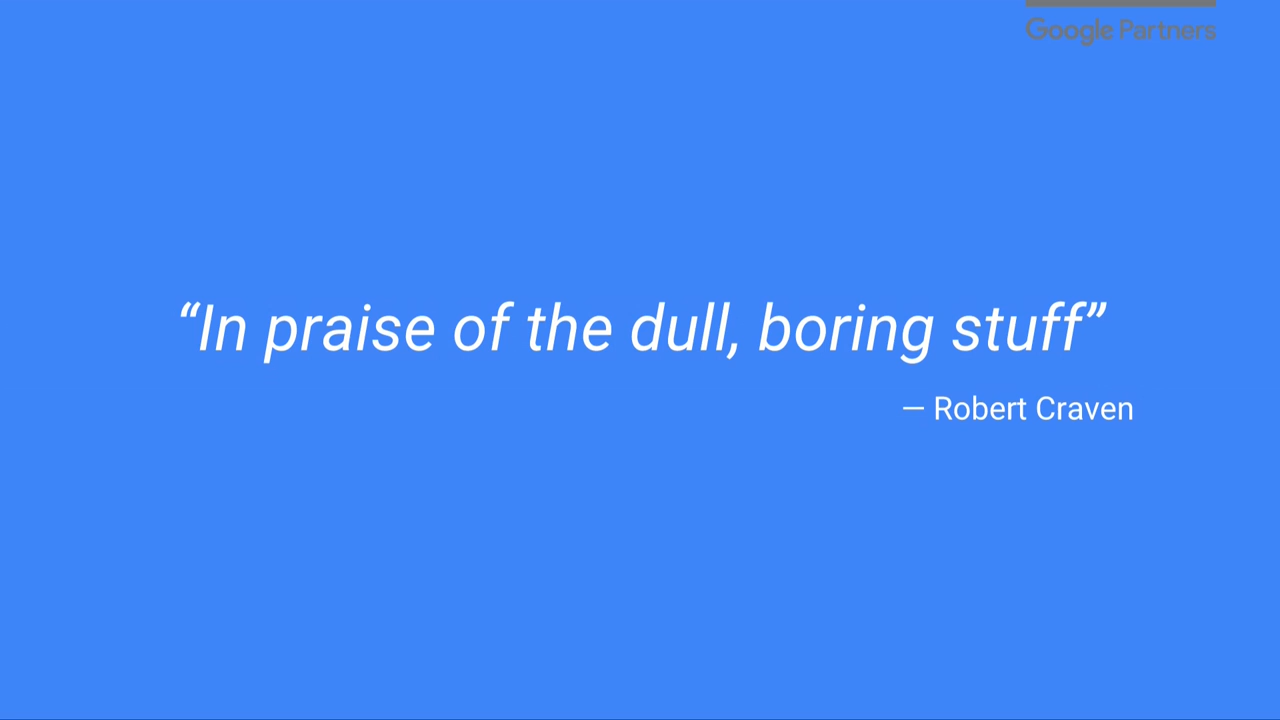 Google Partners
“In praise of the dull, boring stuff”
— Robert Craven